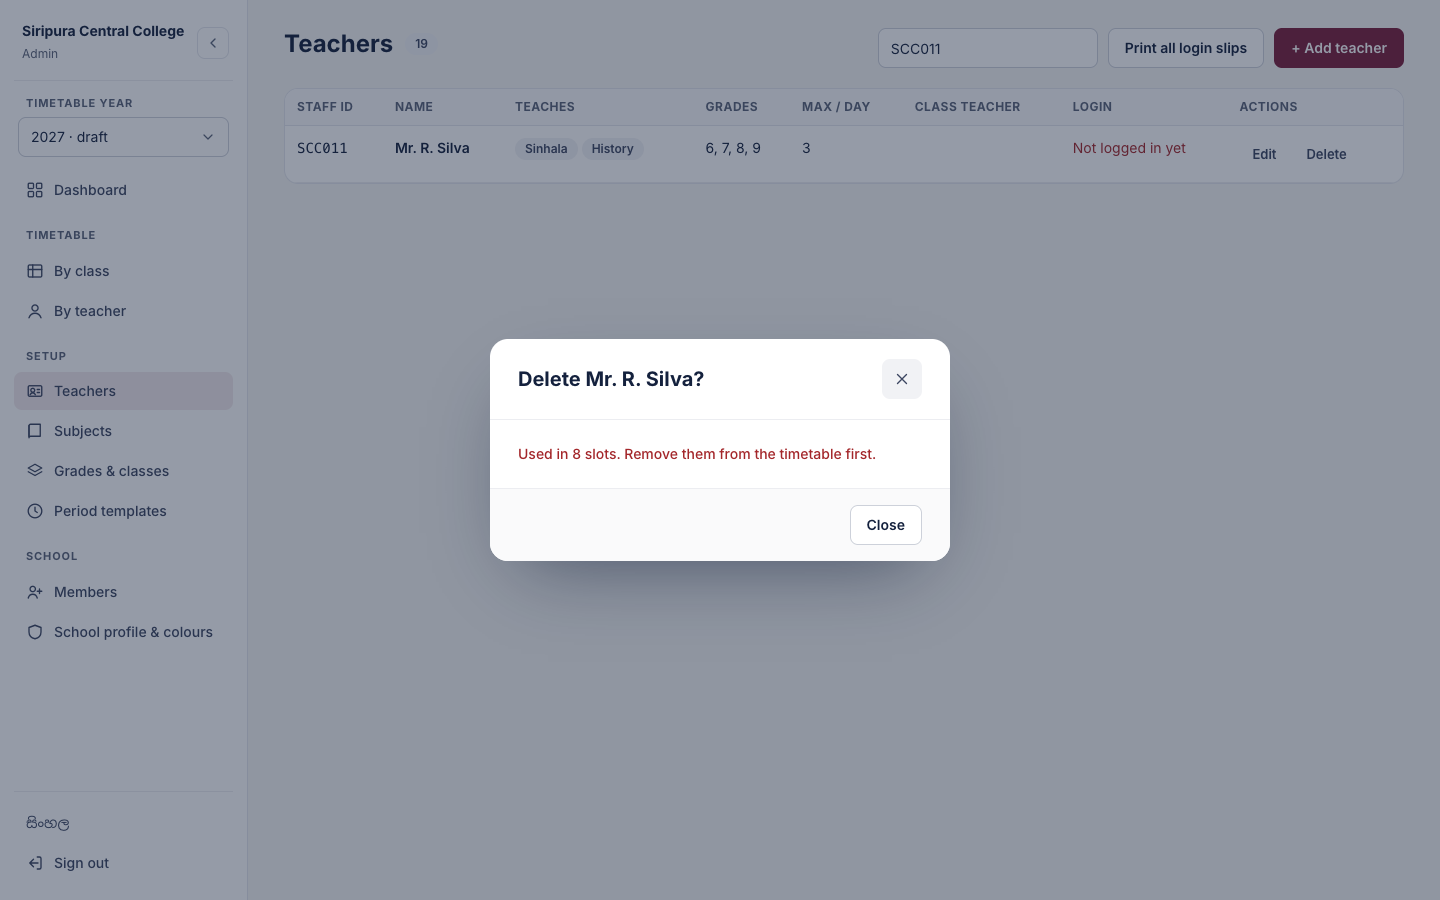 Siripura Central College
Admin
TIMETABLE YEAR
2027 · draft
Dashboard
TIMETABLE
By class
By teacher
SETUP
Teachers
Subjects
Grades & classes
Period templates
SCHOOL
Members
School profile & colours
සිංහල
Sign out
Teachers 19
SCC011
Print all login slips
+ Add teacher
STAFF ID NAME TEACHES GRADES MAX / DAY CLASS TEACHER LOGIN ACTIONS
SCC011 Mr. R. Silva Sinhala History 6, 7, 8, 9 3 Not logged in yet Edit Delete
Delete Mr. R. Silva?
Used in 8 slots. Remove them from the timetable first.
Close